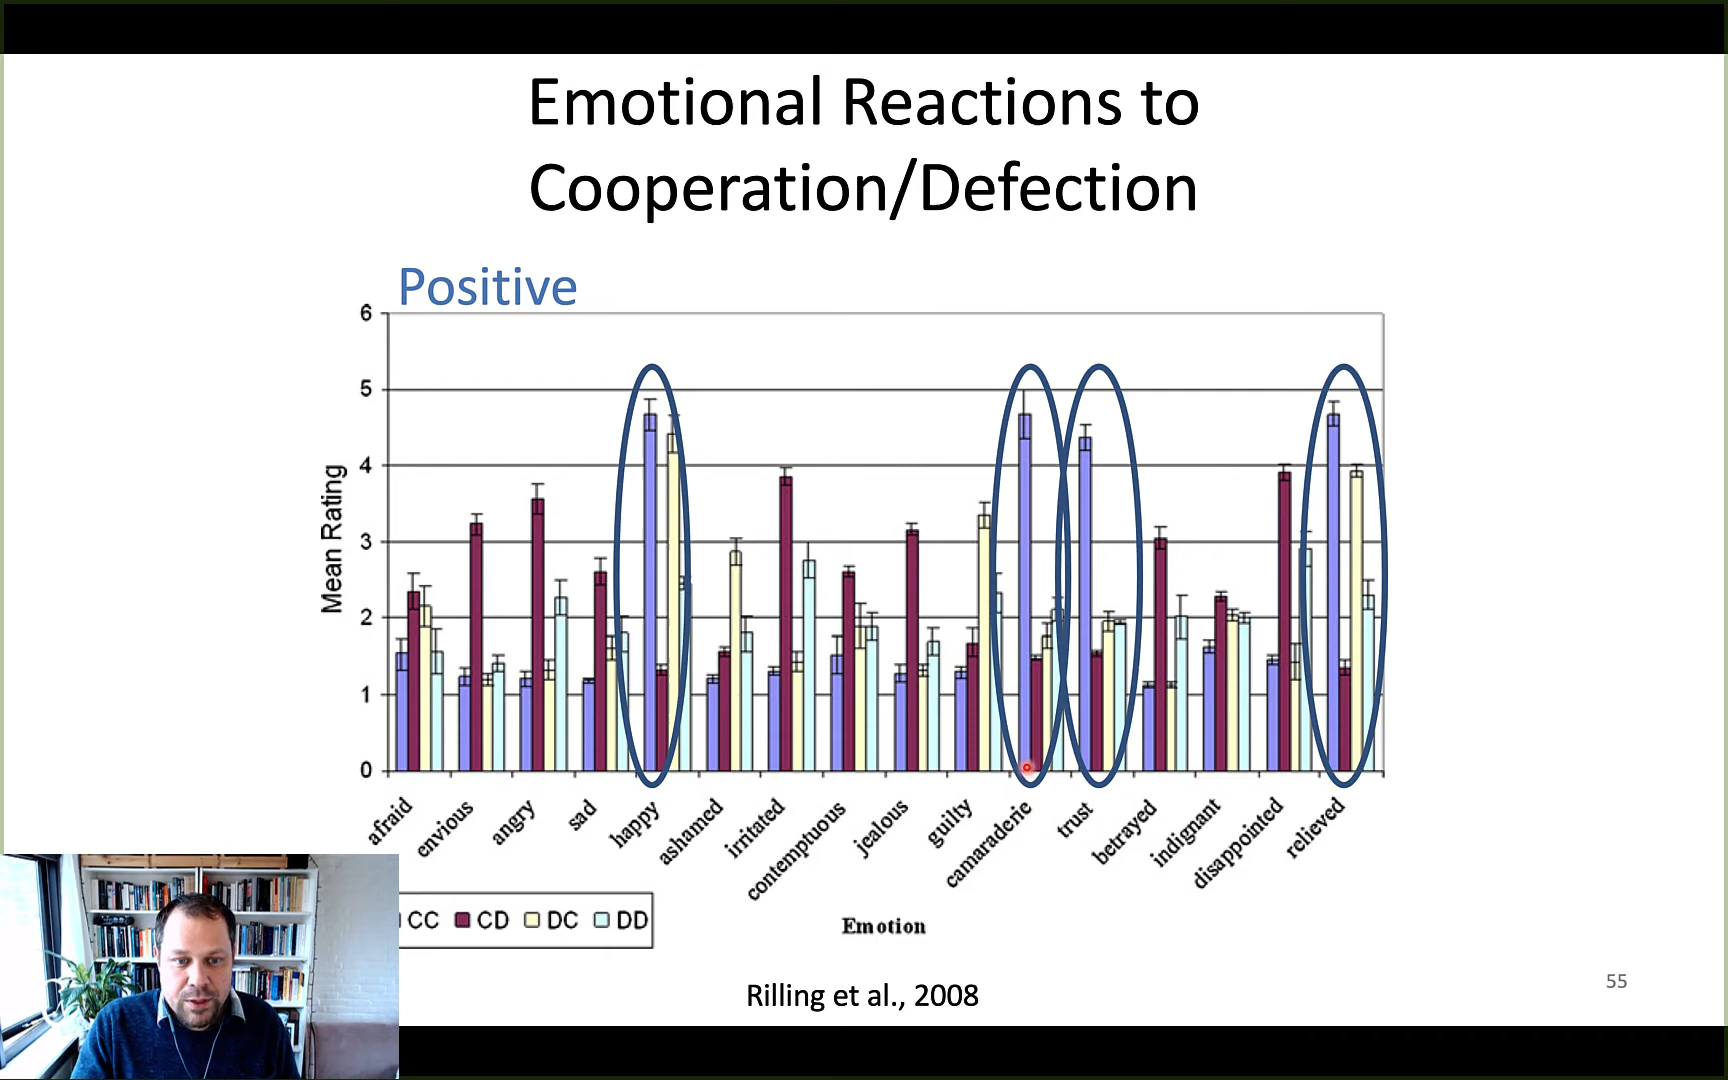 Emotional Reactions to
Cooperation/Defection
Positive
6
5
4
3
2
1
0
Mean Rating
afraid
envious
angry
sad
happy
ashamed
irritated
contemptuous
jealous
guilty
camaraderie
trust
betrayed
indignant
disappointed
relieved
CC CD DC DD
Emotion
Rilling et al., 2008
55